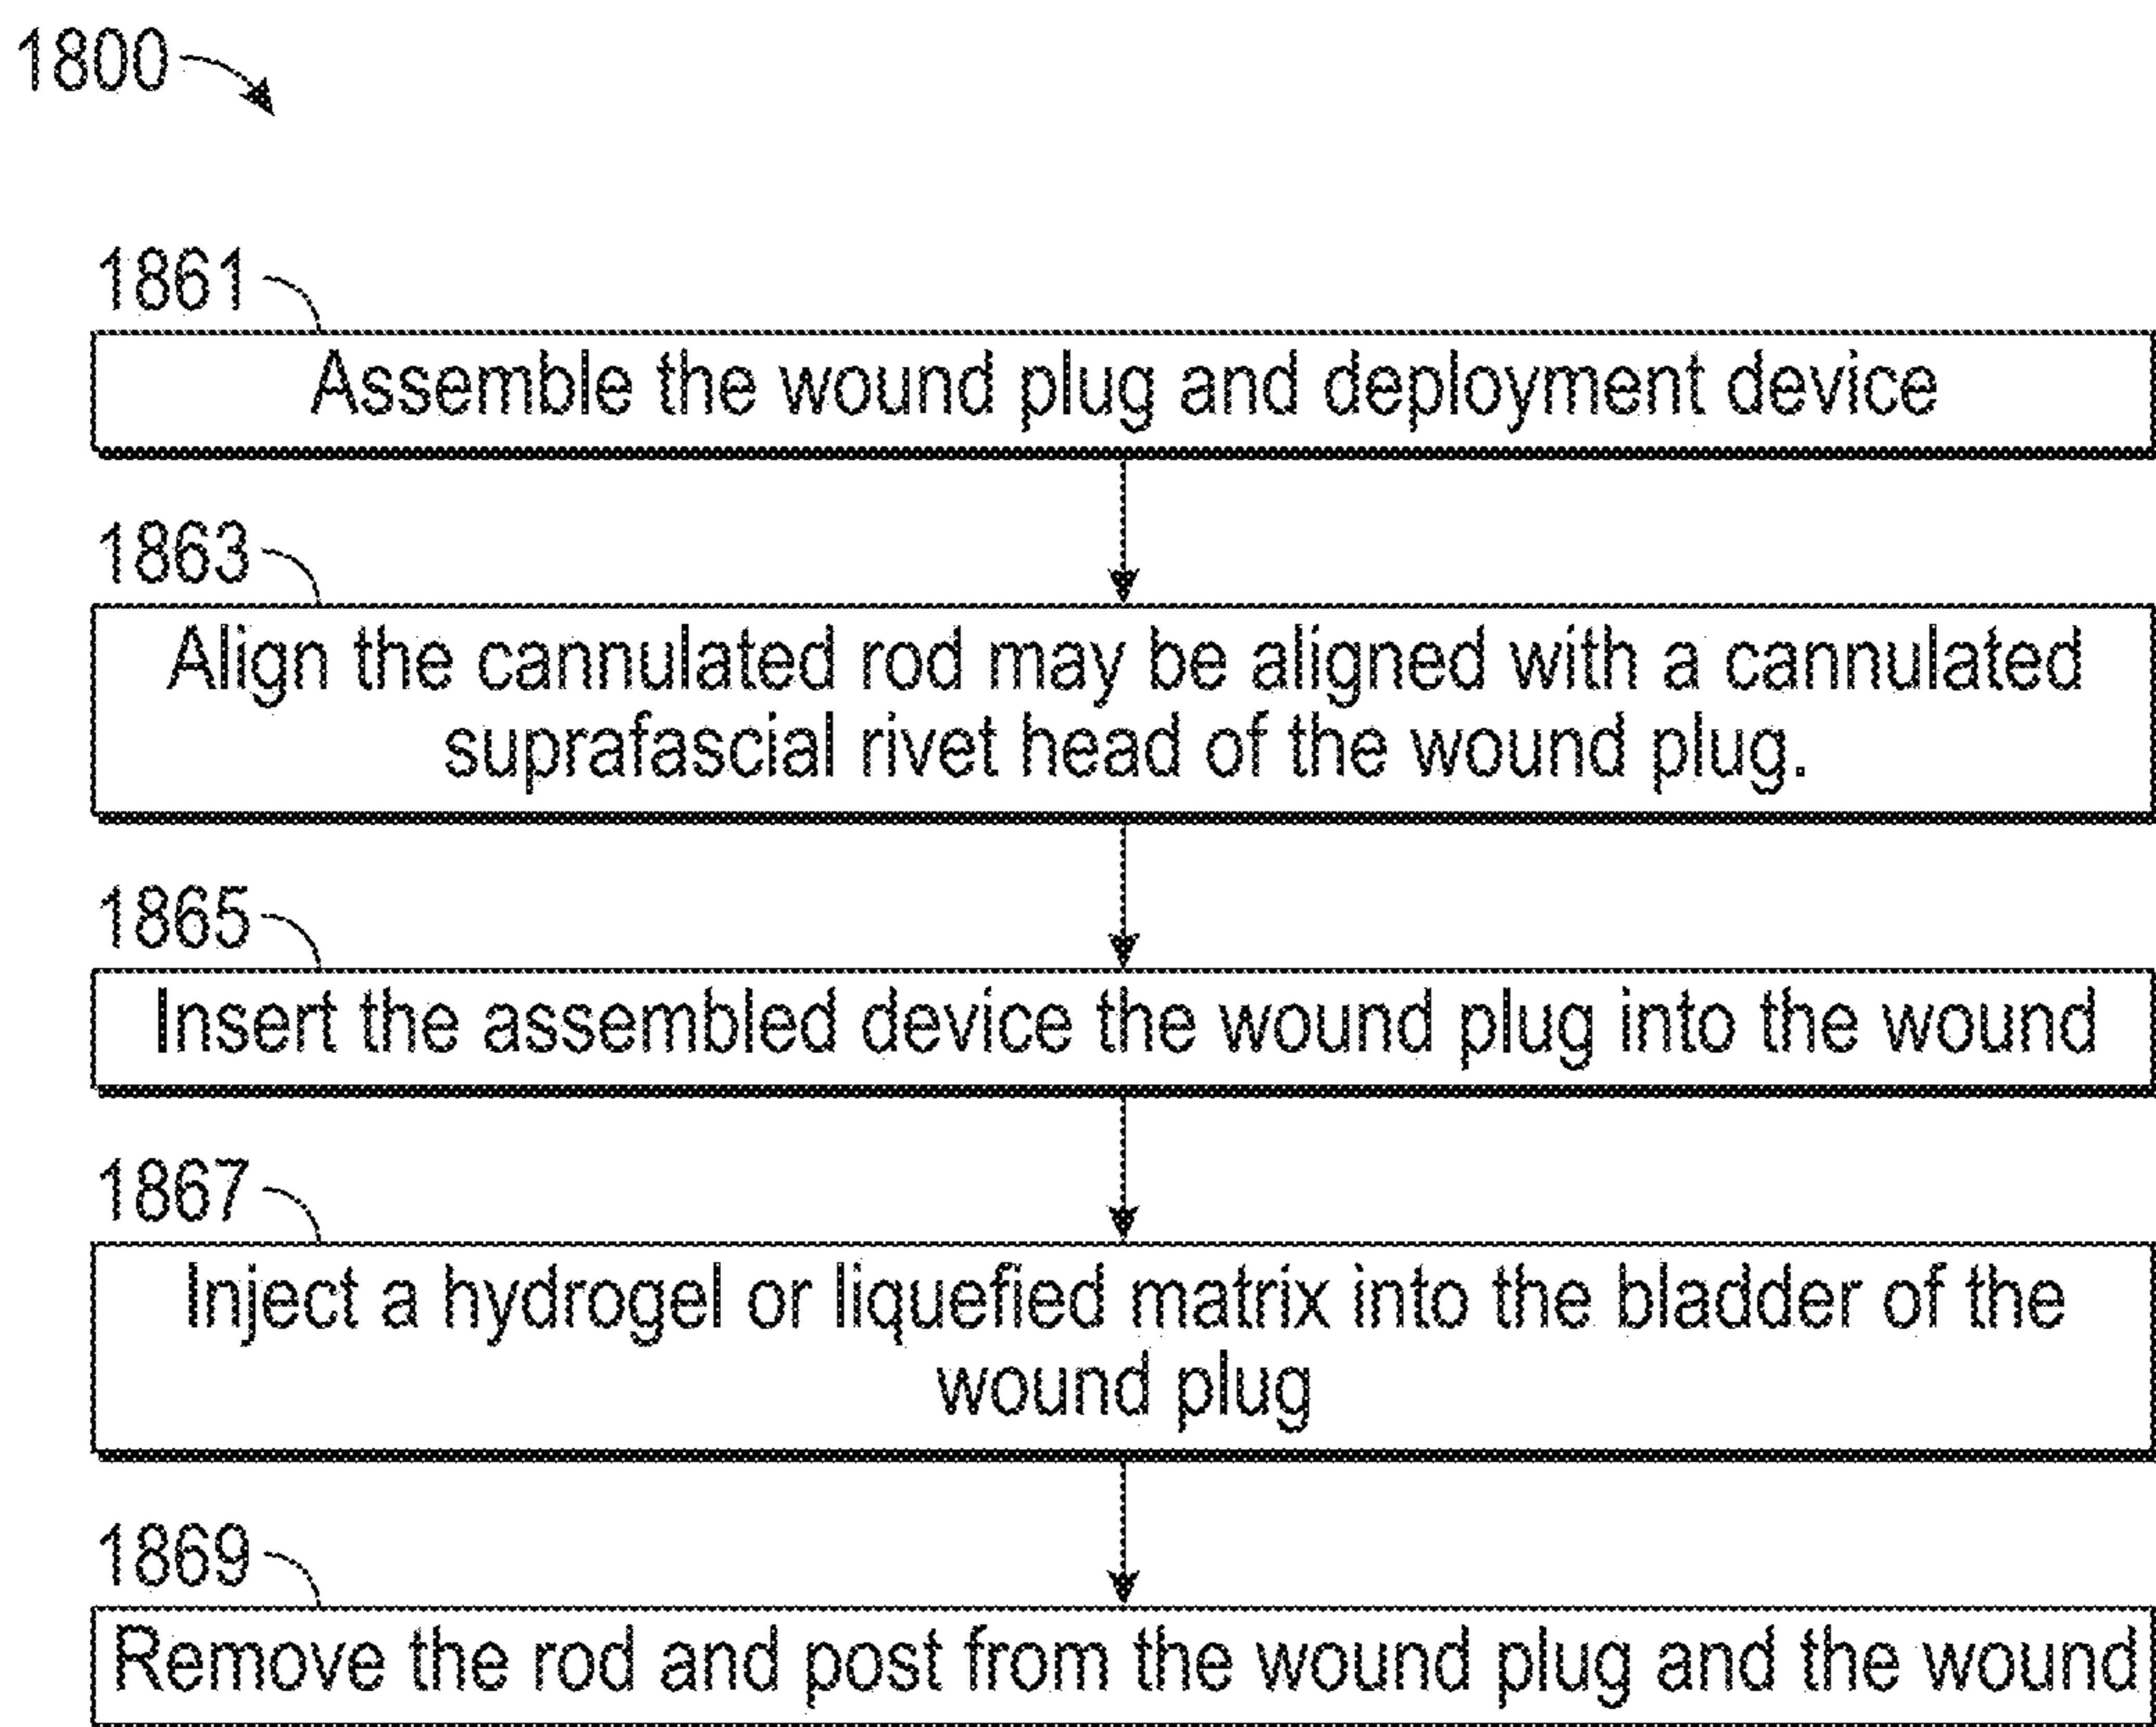 1800
1861
Assemble the wound plug and deployment device
1863
Align the cannulated rod may be aligned with a cannulated
suprafascial rivet head of the wound plug.
1865
Insert the assembled device the wound plug into the wound
1867
Inject a hydrogel or liquefied matrix into the bladder of the
wound plug
1869
Remove the rod and post from the wound plug and the wound